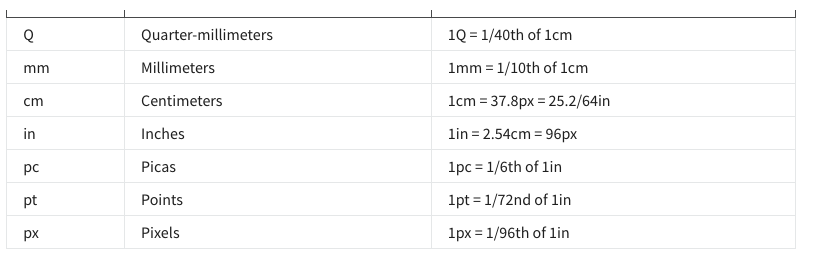 Q Quarter-millimeters 1Q = 1/40th of 1cm
mm Millimeters 1mm = 1/10th of 1cm
cm Centimeters 1cm = 37.8px = 25.2/64in
in Inches 1in = 2.54cm = 96px
pc Picas 1pc = 1/6th of 1in
pt Points 1pt = 1/72nd of 1in
px Pixels 1px = 1/96th of 1in